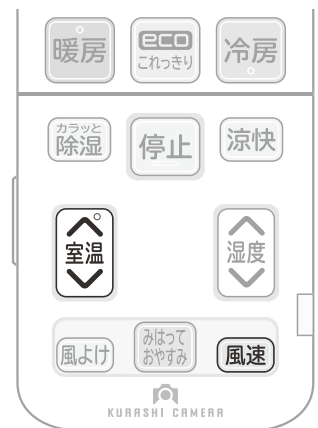 暖房
eco
これっきり
冷房
カラッと
除湿
停止
涼快
室温
湿度
風よけ
みはって
おやすみ
風速
KURASHI CAMERA